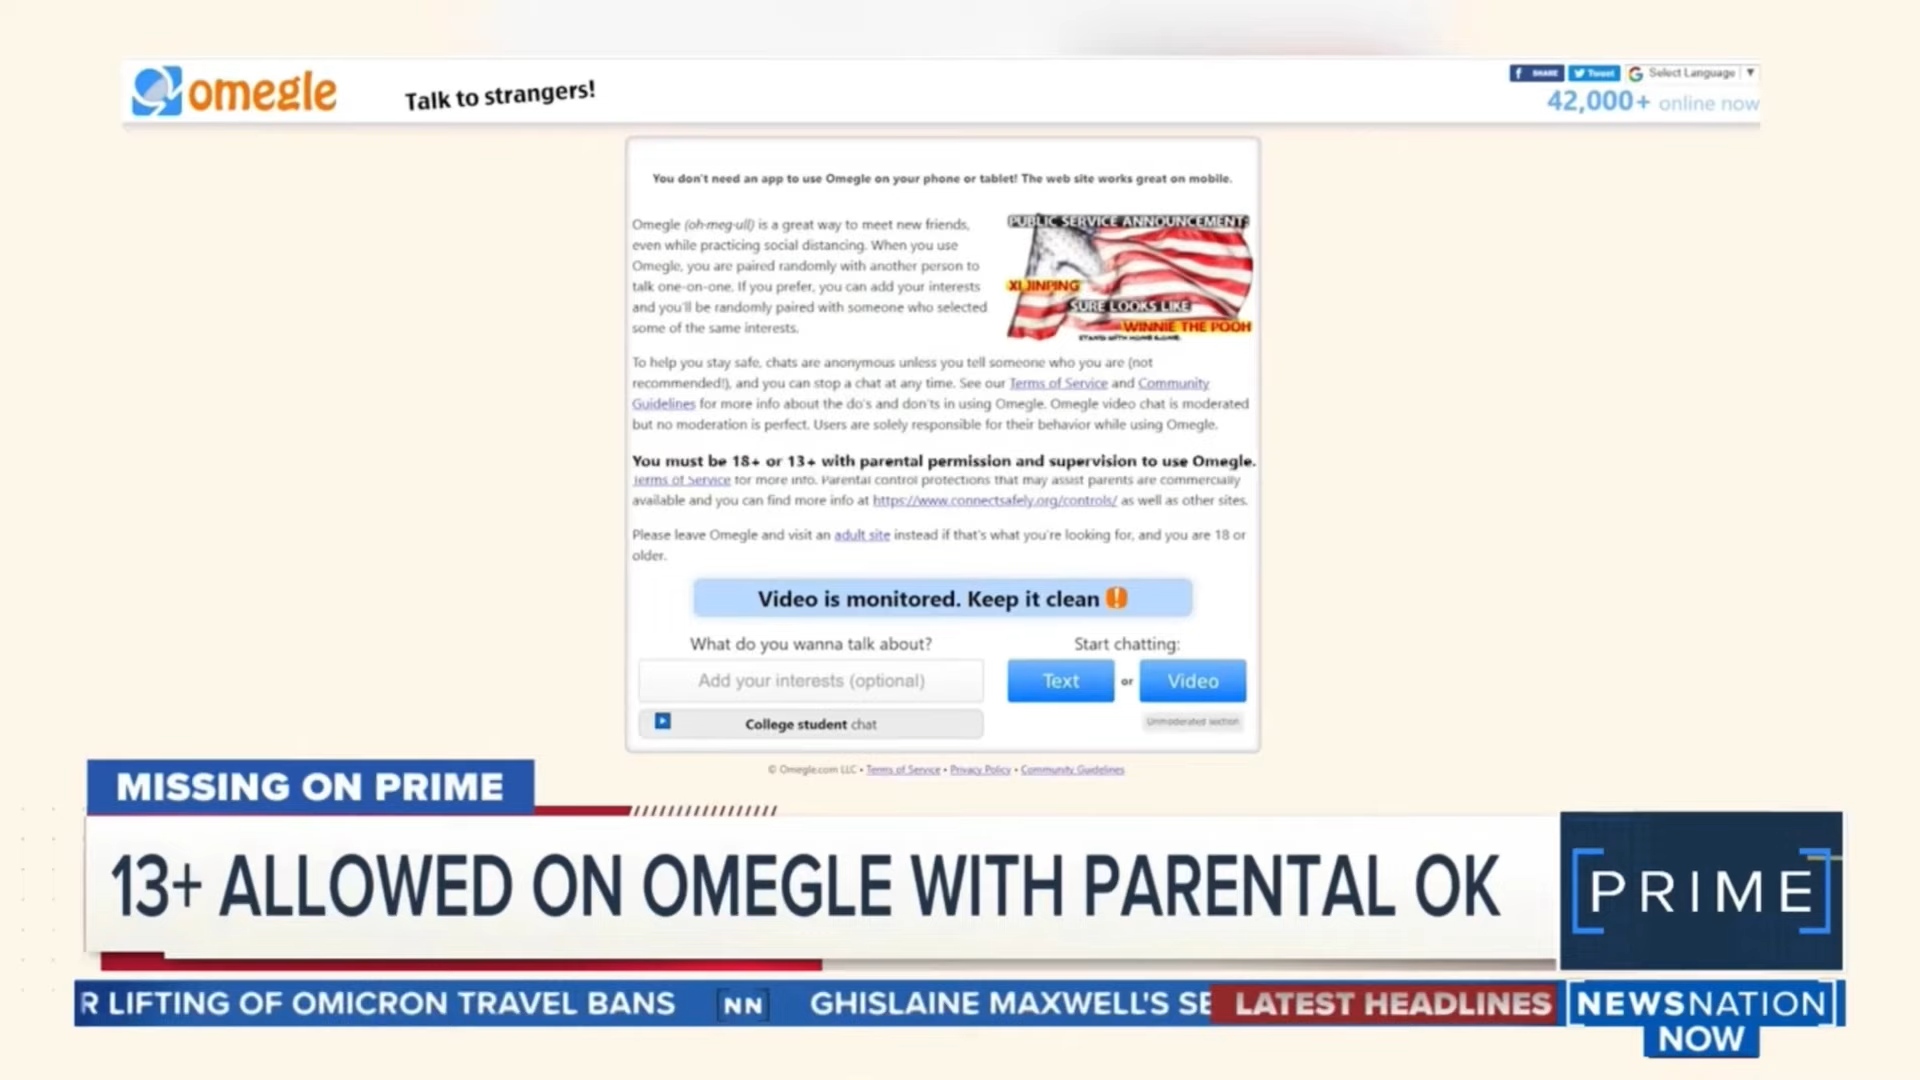 omegle
Talk to strangers!
SHARE
Tweet
Select Language
42,000+ online now
You don't need an app to use Omegle on your phone or tablet! The web site works great on mobile.
Omegle (oh·meg·ull) is a great way to meet new friends,
even while practicing social distancing. When you use
Omegle, you are paired randomly with another person to
talk one-on-one. If you prefer, you can add your interests
and you'll be randomly paired with someone who selected
some of the same interests.
PUBLIC SERVICE ANNOUNCEMENT:
XI JINPING
SURE LOOKS LIKE
WINNIE THE POOH
To help you stay safe, chats are anonymous unless you tell someone who you are (not
recommended!), and you can stop a chat at any time. See our Terms of Service and Community
Guidelines for more info about the do's and don'ts in using Omegle. Omegle video chat is moderated
but no moderation is perfect. Users are solely responsible for their behavior while using Omegle.
You must be 18+ or 13+ with parental permission and supervision to use Omegle.
Terms of Service for more info. Parental control protections that may assist parents are commercially
available and you can find more info at https://www.connectsafely.org/controls/ as well as other sites.
Please leave Omegle and visit an adult site instead if that's what you're looking for, and you are 18 or
older.
Video is monitored. Keep it clean
What do you wanna talk about?
Start chatting:
Add your interests (optional)
Text or Video
College student chat
Unmoderated section
© Omegle.com LLC • Terms of Service • Privacy Policy • Community Guidelines
MISSING ON PRIME
13+ ALLOWED ON OMEGLE WITH PARENTAL OK
PRIME
R LIFTING OF OMICRON TRAVEL BANS NN GHISLAINE MAXWELL'S SE
LATEST HEADLINES
NEWSNATION
NOW